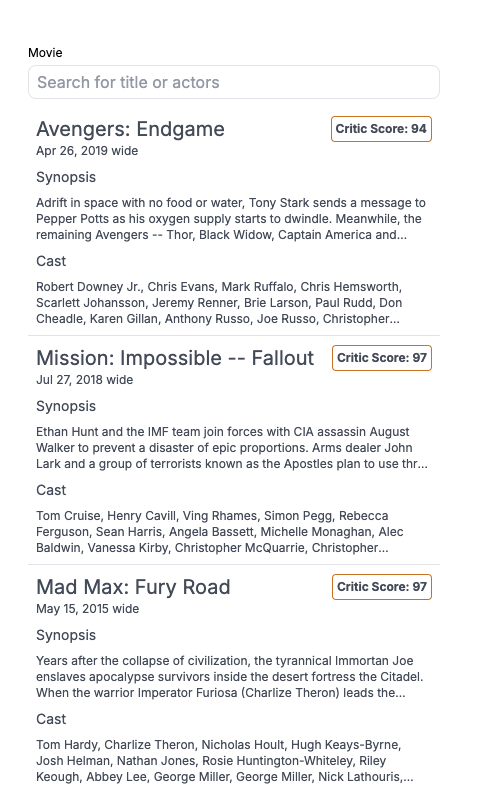 Movie
Search for title or actors
Avengers: Endgame
Critic Score: 94
Apr 26, 2019 wide
Synopsis
Adrift in space with no food or water, Tony Stark sends a message to
Pepper Potts as his oxygen supply starts to dwindle. Meanwhile, the
remaining Avengers -- Thor, Black Widow, Captain America and...
Cast
Robert Downey Jr., Chris Evans, Mark Ruffalo, Chris Hemsworth,
Scarlett Johansson, Jeremy Renner, Brie Larson, Paul Rudd, Don
Cheadle, Karen Gillan, Anthony Russo, Joe Russo, Christopher...
Mission: Impossible -- Fallout
Critic Score: 97
Jul 27, 2018 wide
Synopsis
Ethan Hunt and the IMF team join forces with CIA assassin August
Walker to prevent a disaster of epic proportions. Arms dealer John
Lark and a group of terrorists known as the Apostles plan to use thr...
Cast
Tom Cruise, Henry Cavill, Ving Rhames, Simon Pegg, Rebecca
Ferguson, Sean Harris, Angela Bassett, Michelle Monaghan, Alec
Baldwin, Vanessa Kirby, Christopher McQuarrie, Christopher...
Mad Max: Fury Road
Critic Score: 97
May 15, 2015 wide
Synopsis
Years after the collapse of civilization, the tyrannical Immortan Joe
enslaves apocalypse survivors inside the desert fortress the Citadel.
When the warrior Imperator Furiosa (Charlize Theron) leads the...
Cast
Tom Hardy, Charlize Theron, Nicholas Hoult, Hugh Keays-Byrne,
Josh Helman, Nathan Jones, Rosie Huntington-Whiteley, Riley
Keough, Abbey Lee, George Miller, George Miller, Nick Lathouris,...